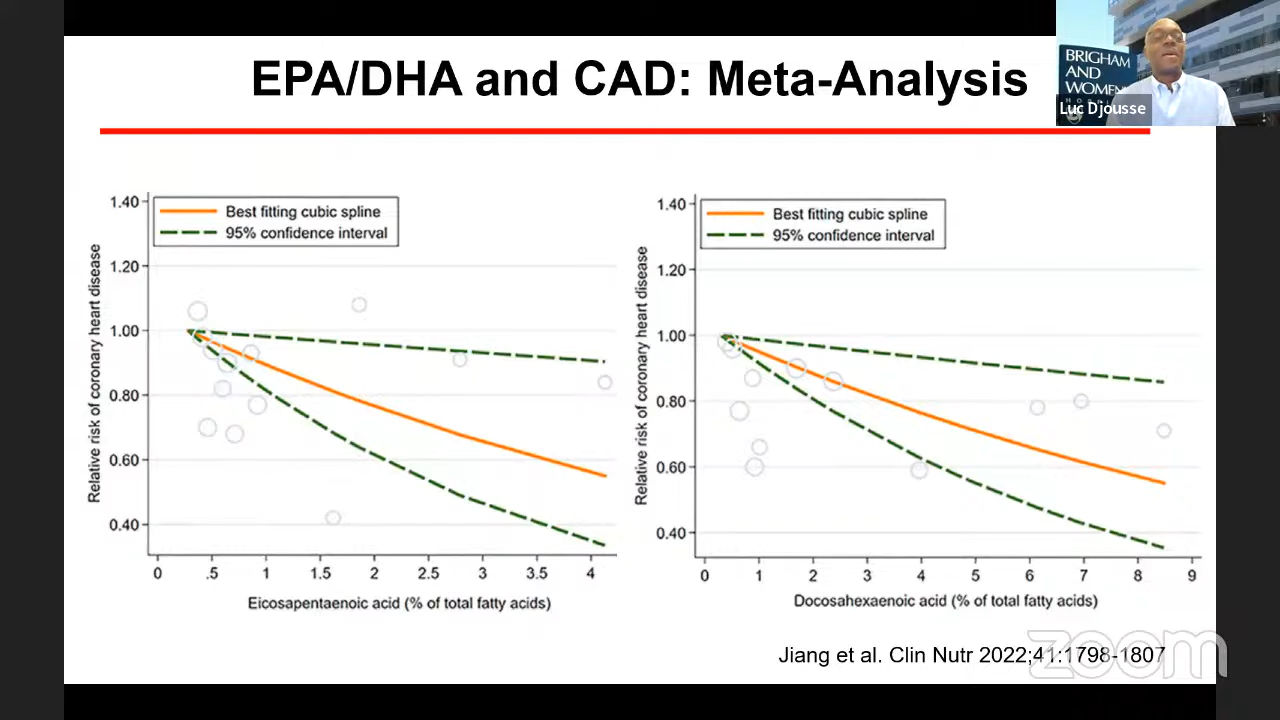 EPA/DHA and CAD: Meta-Analysis
BRIGHAM
AND
WOMEN
Luc Djousse
Relative risk of coronary heart disease
1.40
1.20
1.00
0.80
0.60
0.40
Best fitting cubic spline
95% confidence interval
0 .5 1 1.5 2 2.5 3 3.5 4
Eicosapentaenoic acid (% of total fatty acids)
Relative risk of coronary heart disease
1.40
1.20
1.00
0.80
0.60
0.40
Best fitting cubic spline
95% confidence interval
0 1 2 3 4 5 6 7 8 9
Docosahexaenoic acid (% of total fatty acids)
Jiang et al. Clin Nutr 2022;41:1798-1807
zoom